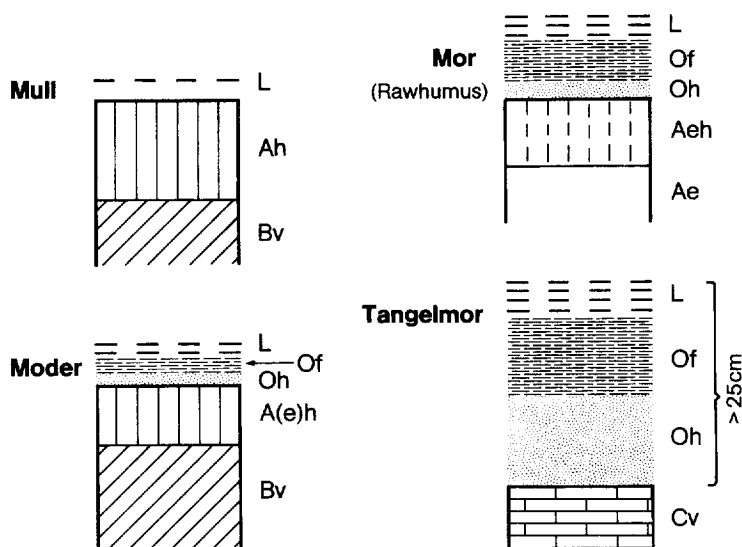 Mull
L
Ah
Bv
Mor
(Rawhumus)
L
Of
Oh
Aeh
Ae
Moder
L
Of
Oh
A(e)h
Bv
Tangelmor
L
Of
Oh
Cv
> 25cm